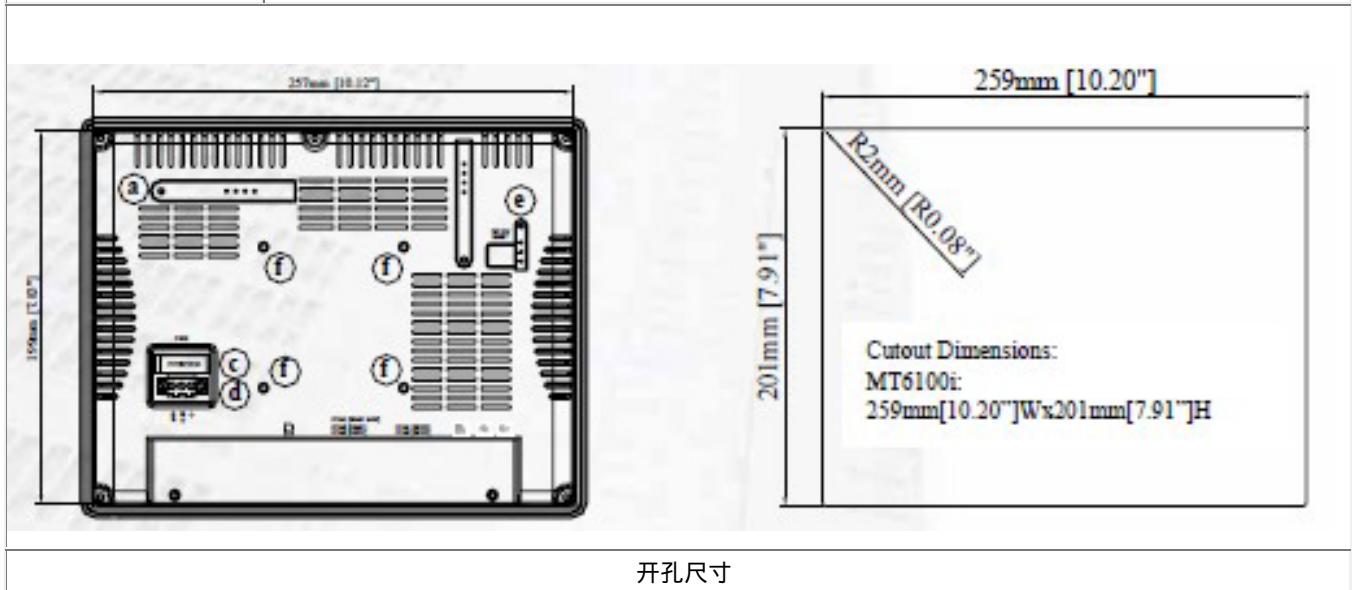 257mm [10.12"]
259mm [10.20"]
a
e
R2mm [R0.08"]
f
f
201mm [7.91"]
199mm [7.83"]
c
d
f
f
Cutout Dimensions:
MT6100i:
259mm[10.20"]Wx201mm[7.91"]H
开孔尺寸